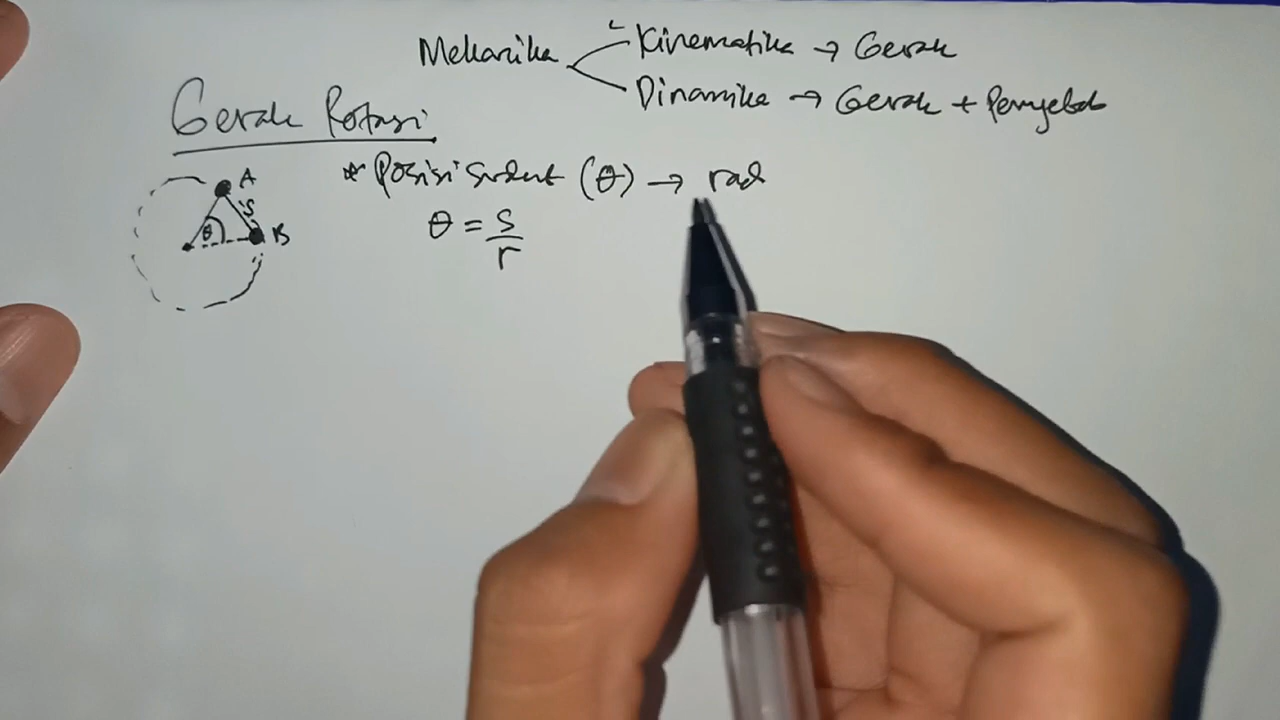 Mekanika
Kinematika → Gerak
Dinamika → Gerak + Penyebab
Gerak Rotasi
* Posisi sudut (θ) → rad
θ = s/r
A
s
θ
B